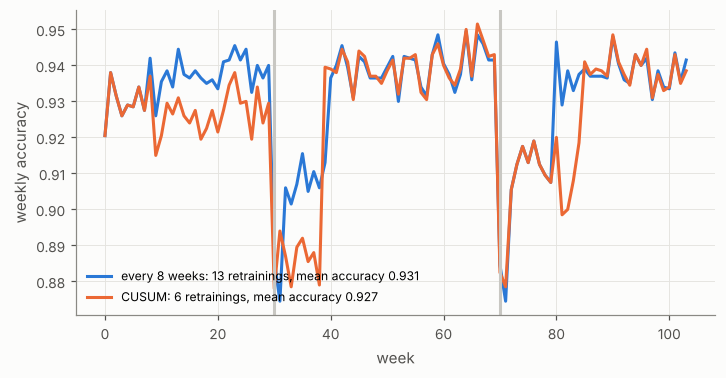 0.95
0.94
0.93
0.92
0.91
0.90
0.89
0.88
weekly accuracy
every 8 weeks: 13 retrainings, mean accuracy 0.931
CUSUM: 6 retrainings, mean accuracy 0.927
0 20 40 60 80 100
week